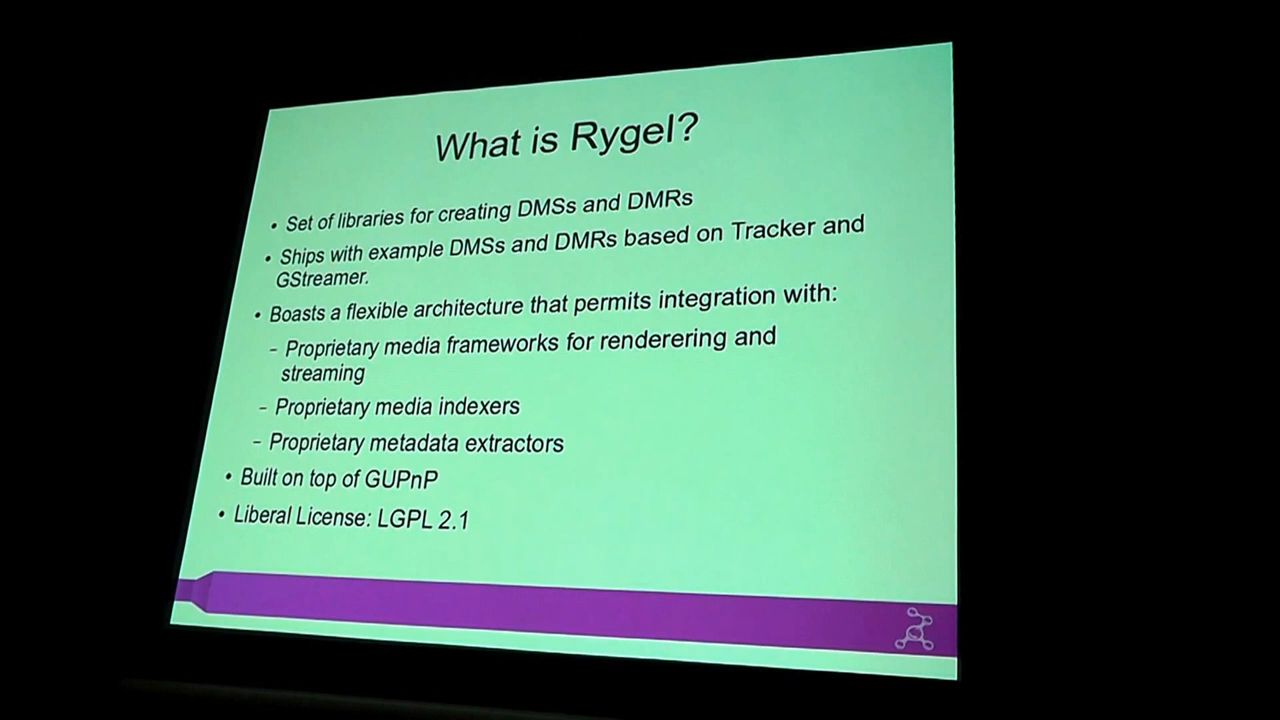 What is Rygel?
• Set of libraries for creating DMSs and DMRs
• Ships with example DMSs and DMRs based on Tracker and
GStreamer.
• Boasts a flexible architecture that permits integration with:
– Proprietary media frameworks for renderering and
streaming
– Proprietary media indexers
– Proprietary metadata extractors
• Built on top of GUPnP
• Liberal License: LGPL 2.1